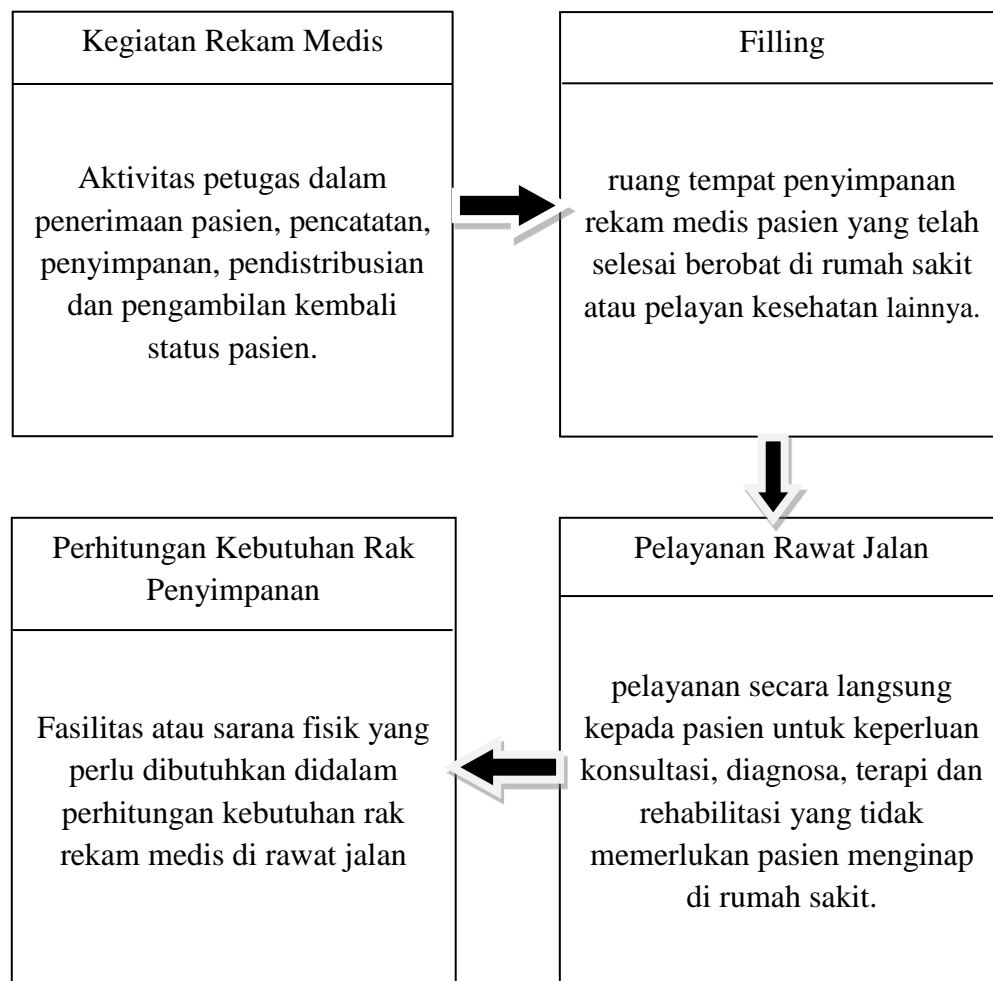 Kegiatan Rekam Medis
Aktivitas petugas dalam
penerimaan pasien, pencatatan,
penyimpanan, pendistribusian
dan pengambilan kembali
status pasien.
Filling
ruang tempat penyimpanan
rekam medis pasien yang telah
selesai berobat di rumah sakit
atau pelayan kesehatan lainnya.
Pelayanan Rawat Jalan
pelayanan secara langsung
kepada pasien untuk keperluan
konsultasi, diagnosa, terapi dan
rehabilitasi yang tidak
memerlukan pasien menginap
di rumah sakit.
Perhitungan Kebutuhan Rak
Penyimpanan
Fasilitas atau sarana fisik yang
perlu dibutuhkan didalam
perhitungan kebutuhan rak
rekam medis di rawat jalan